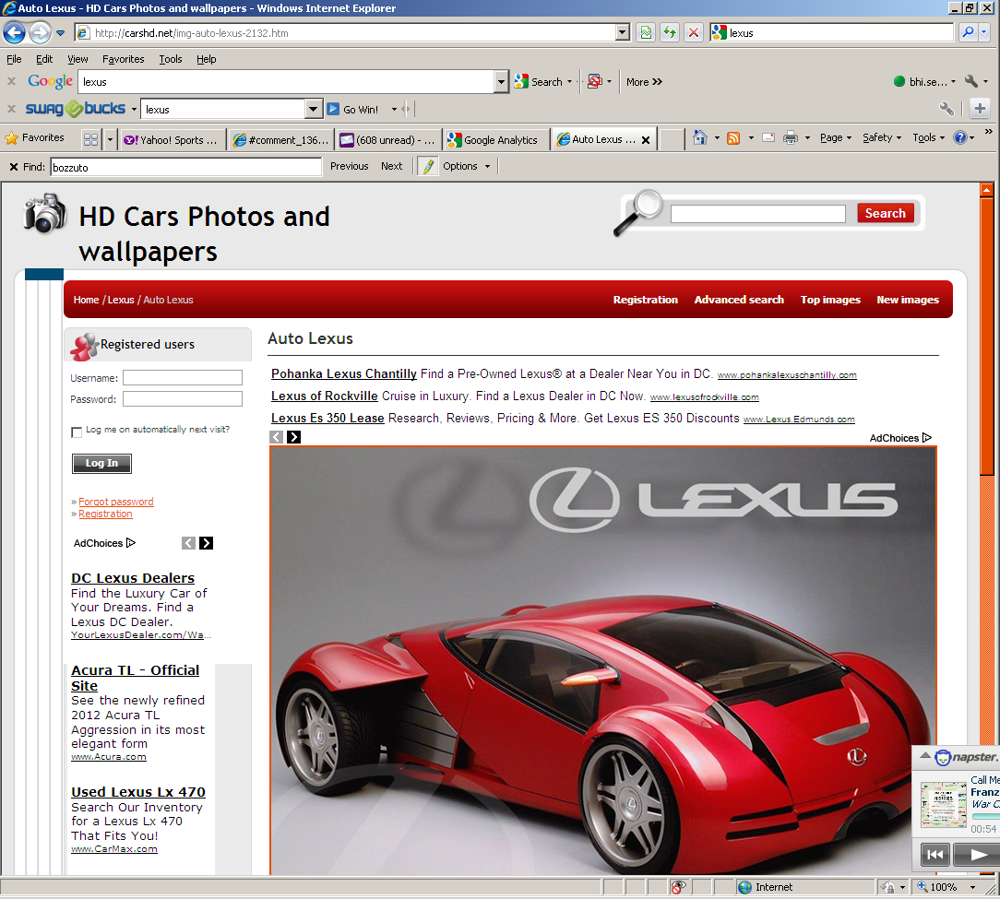 Auto Lexus - HD Cars Photos and wallpapers - Windows Internet Explorer
http://carshd.net/img-auto-lexus-2132.htm
lexus
File Edit View Favorites Tools Help
Google lexus Search More >> bhi.se...
swagbucks lexus Go Win!
Favorites Yahoo! Sports ... #comment_136... (608 unread) - ... Google Analytics Auto Lexus ... Page Safety Tools >>
Find: bozzuto Previous Next Options
HD Cars Photos and
wallpapers
Search
Home / Lexus / Auto Lexus Registration Advanced search Top images New images
Registered users
Username:
Password:
Log me on automatically next visit?
Log In
» Forgot password
» Registration
AdChoices
DC Lexus Dealers
Find the Luxury Car of
Your Dreams. Find a
Lexus DC Dealer.
YourLexusDealer.com/Wa...
Acura TL - Official
Site
See the newly refined
2012 Acura TL
Aggression in its most
elegant form
www.Acura.com
Used Lexus Lx 470
Search Our Inventory
for a Lexus Lx 470
That Fits You!
www.CarMax.com
Auto Lexus
Pohanka Lexus Chantilly Find a Pre-Owned Lexus® at a Dealer Near You in DC. www.pohankalexuschantilly.com
Lexus of Rockville Cruise in Luxury. Find a Lexus Dealer in DC Now. www.lexusofrockville.com
Lexus Es 350 Lease Research, Reviews, Pricing & More. Get Lexus ES 350 Discounts www.Lexus.Edmunds.com
AdChoices
LEXUS
napster.
Call Me
Franz
War C
00:54
Internet 100%